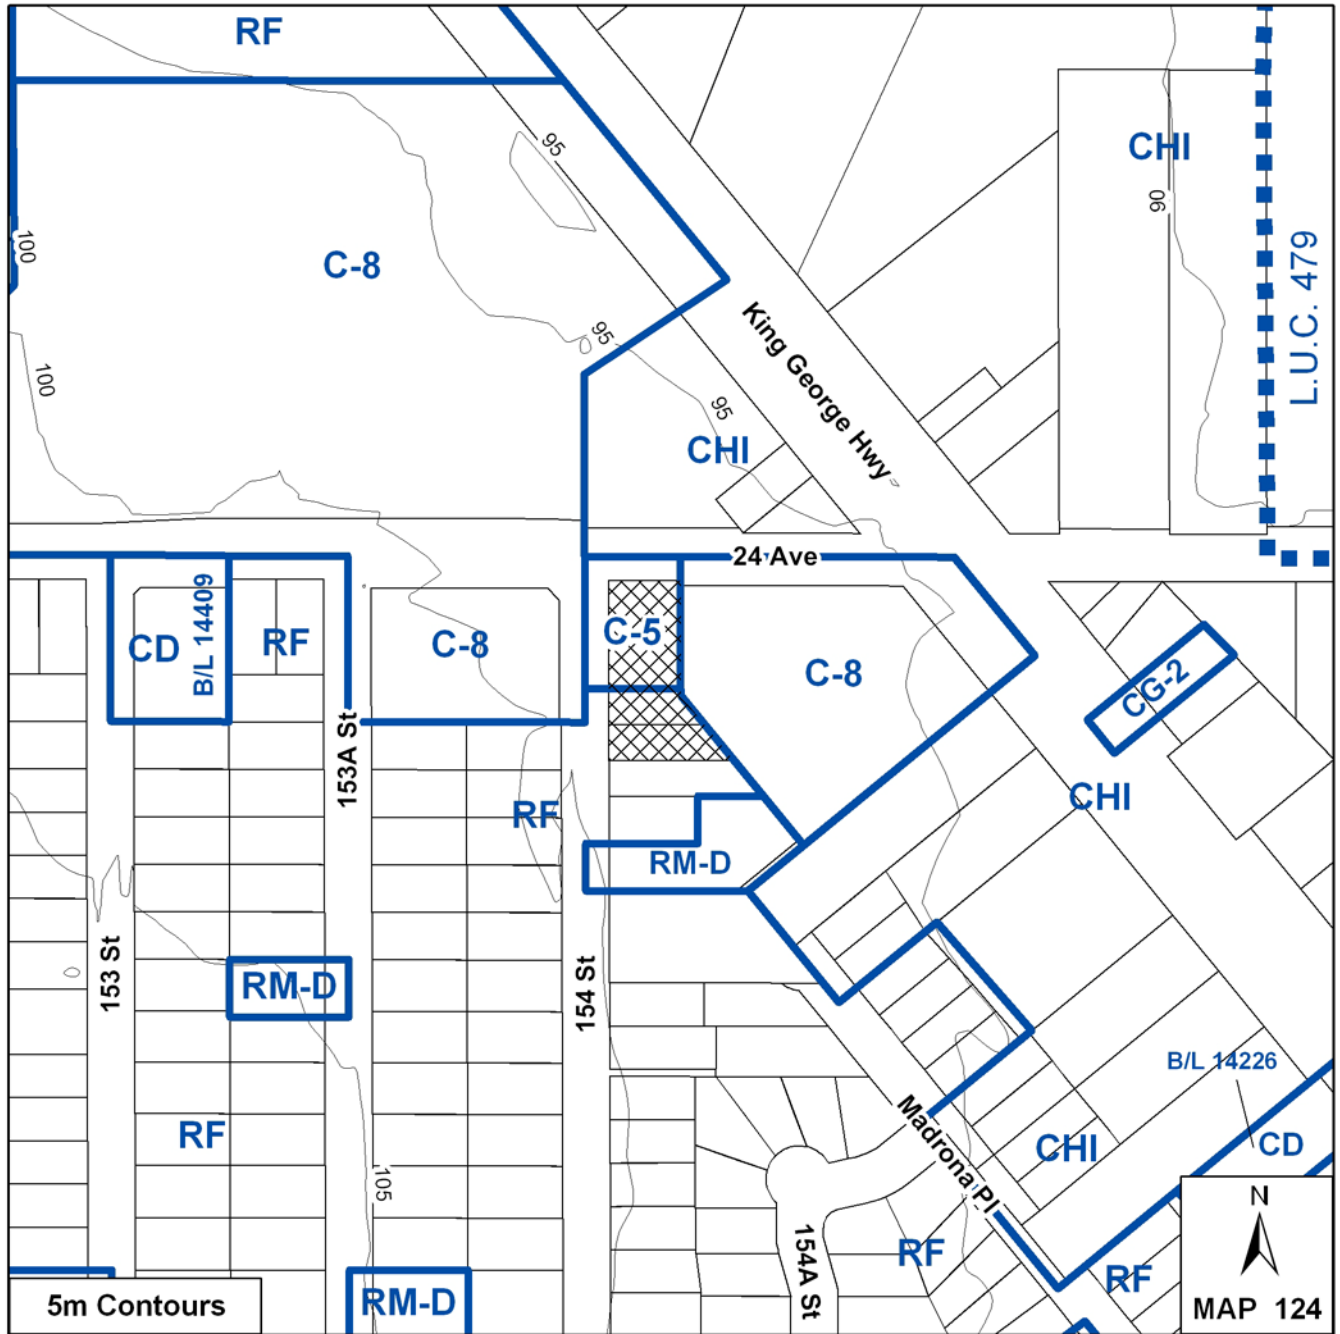 RF
95
CHI
90
100
L.U.C. 479
C-8
95
King George Hwy
100
95
CHI
24 Ave
B/L 14409
C-5
CD
RF
C-8
C-8
CG-2
153A St
CHI
RF
RM-D
153 St
RM-D
154 St
B/L 14226
Madrona Pl
RF
CHI
CD
105
N
154A St
RF
RF
5m Contours
RM-D
MAP 124